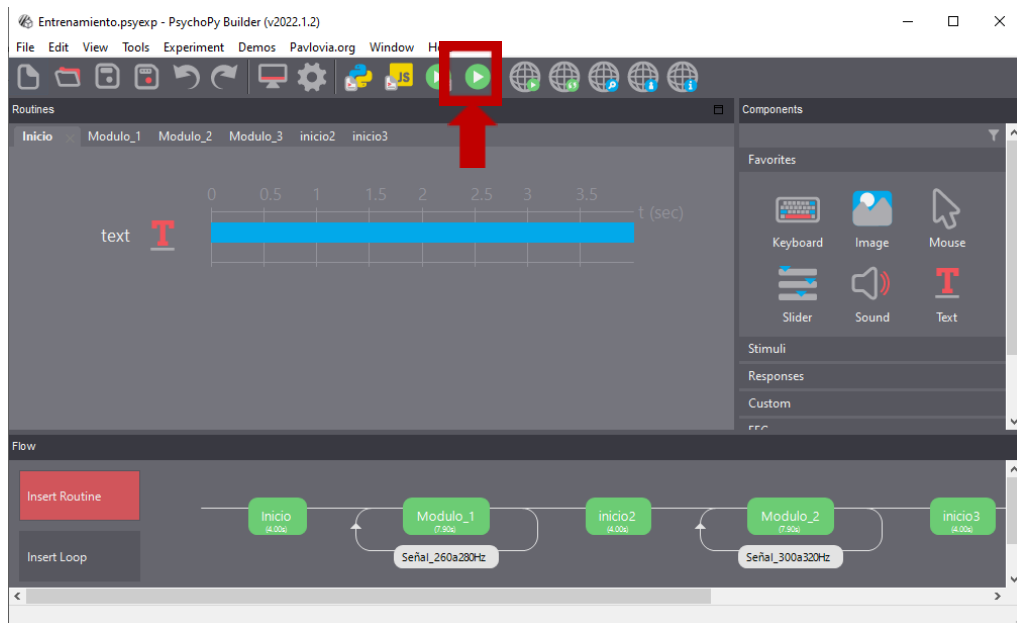 Entrenamiento.psyexp - PsychoPy Builder (v2022.1.2)
File Edit View Tools Experiment Demos Pavlovia.org Window
JS
Routines
Components
Inicio Modulo_1 Modulo_2 Modulo_3 inicio2 inicio3
Favorites
0 0.5 1 1.5 2 2.5 3 3.5
t (sec)
text T
Keyboard Image Mouse
T
Slider Sound Text
Stimuli
Responses
Custom
Flow
Insert Routine
Inicio Modulo_1 inicio2 Modulo_2 inicio3
(4.00s) (7.90s) (4.00s) (7.90s) (4.00s)
Insert Loop
Señal_260a280Hz Señal_300a320Hz